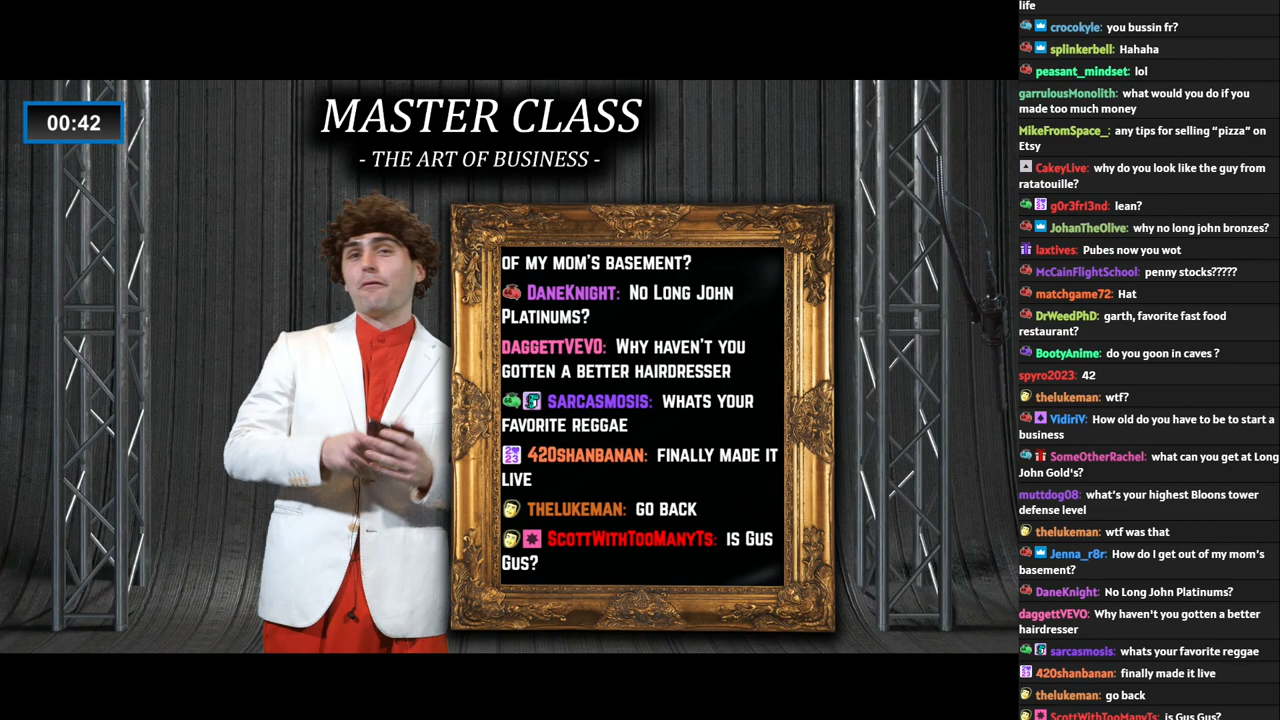 00:42
MASTER CLASS
- THE ART OF BUSINESS -
OF MY MOM'S BASEMENT?
DANEKNIGHT: NO LONG JOHN
PLATINUMS?
DAGGETTVEVO: WHY HAVEN'T YOU
GOTTEN A BETTER HAIRDRESSER
SARCASMOSIS: WHATS YOUR
FAVORITE REGGAE
420SHANBANAN: FINALLY MADE IT
LIVE
THELUKEMAN: GO BACK
SCOTTWITHTOOMANYTS: IS GUS
GUS?
life
crocokyle: you bussin fr?
splinkerbell: Hahaha
peasant_mindset: lol
garrulousMonolith: what would you do if you
made too much money
MikeFromSpace_: any tips for selling “pizza” on
Etsy
CakeyLive: why do you look like the guy from
ratatouille?
g0r3frl3nd: lean?
JohanTheOlive: why no long john bronzes?
laxtives: Pubes now you wot
McCainFlightSchool: penny stocks?????
matchgame72: Hat
DrWeedPhD: garth, favorite fast food
restaurant?
BootyAnime: do you goon in caves ?
spyro2023: 42
thelukeman: wtf?
VidiriV: How old do you have to be to start a
business
SomeOtherRachel: what can you get at Long
John Gold's?
muttdog08: what's your highest Bloons tower
defense level
thelukeman: wtf was that
Jenna_r8r: How do I get out of my mom's
basement?
DaneKnight: No Long John Platinums?
daggettVEVO: Why haven't you gotten a better
hairdresser
sarcasmosis: whats your favorite reggae
420shanbanan: finally made it live
thelukeman: go back
ScottWithTooManyTs: is Gus Gus?